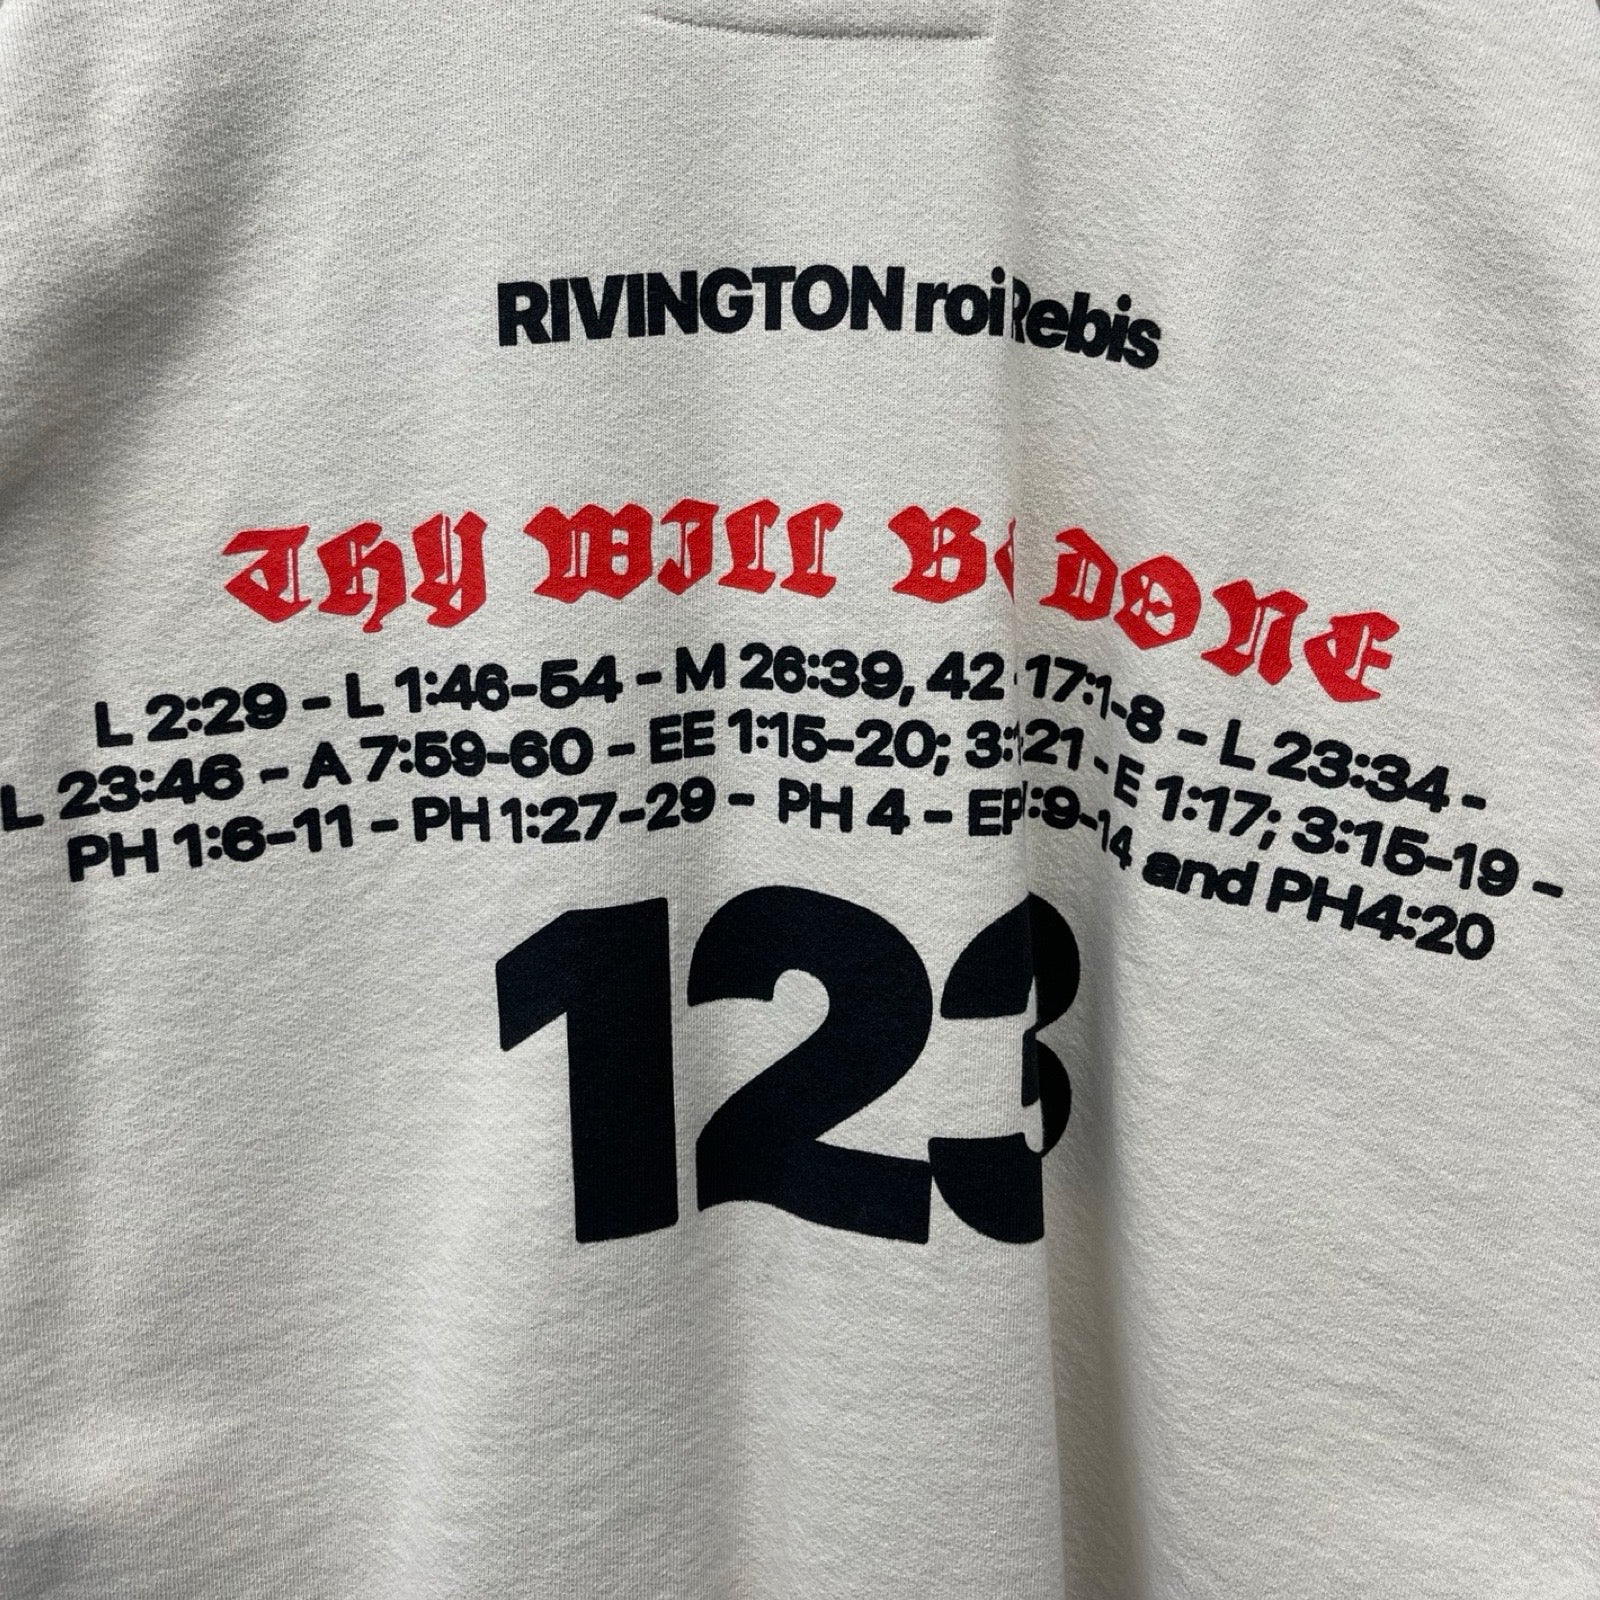 RIVINGTON roi Rebis
THY WILL BE DONE
L 2:29 - L 1:46-54 - M 26:39, 42 17:1-8 - L 23:34 -
L 23:46 - A 7:59-60 - EE 1:15-20; 3: 21 - E 1:17; 3:15-19 -
PH 1:6-11 - PH 1:27-29 - PH 4 - EP :9-14 and PH4:20
123